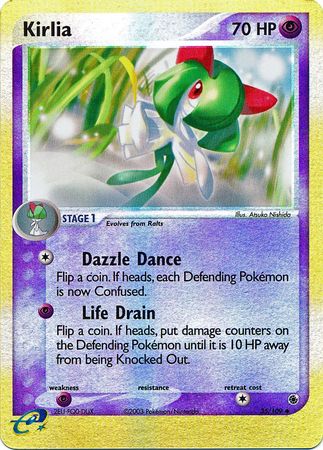 Kirlia 70 HP
Illus. Atsuko Nishida
STAGE 1
Evolves from Ralts
Dazzle Dance
Flip a coin. If heads, each Defending Pokémon
is now Confused.
Life Drain
Flip a coin. If heads, put damage counters on
the Defending Pokémon until it is 10 HP away
from being Knocked Out.
weakness resistance retreat cost
©2003 Pokémon/Nintendo
35/109